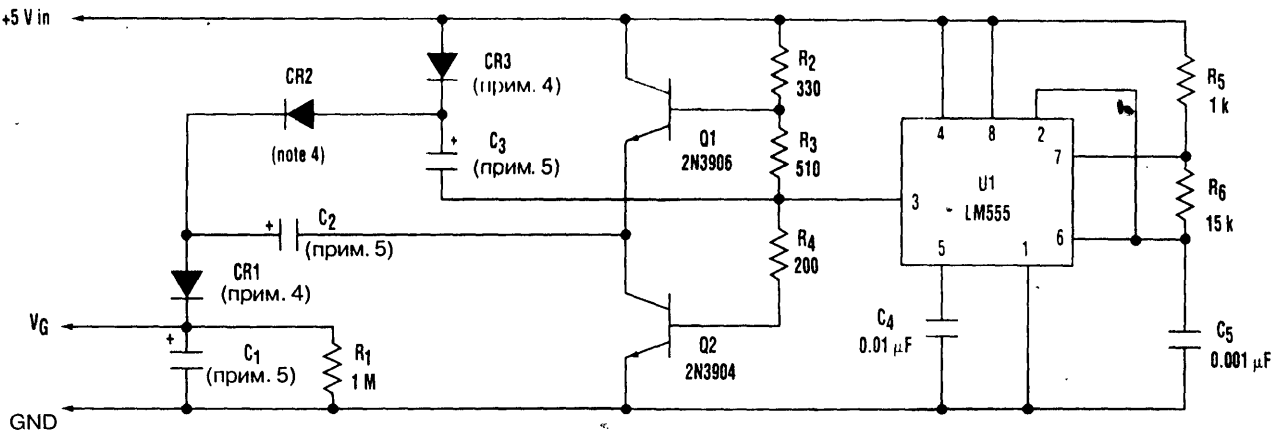 +5 V in
CR2
(note 4)
CR3
(прим. 4)
C3
(прим. 5)
Q1
2N3906
R2
330
R3
510
R4
200
4
8
2
7
3
6
5
1
U1
LM555
R5
1 k
R6
15 k
C2
(прим. 5)
CR1
(прим. 4)
VG
C1
(прим. 5)
R1
1 M
Q2
2N3904
C4
0.01 μF
C5
0.001 μF
GND